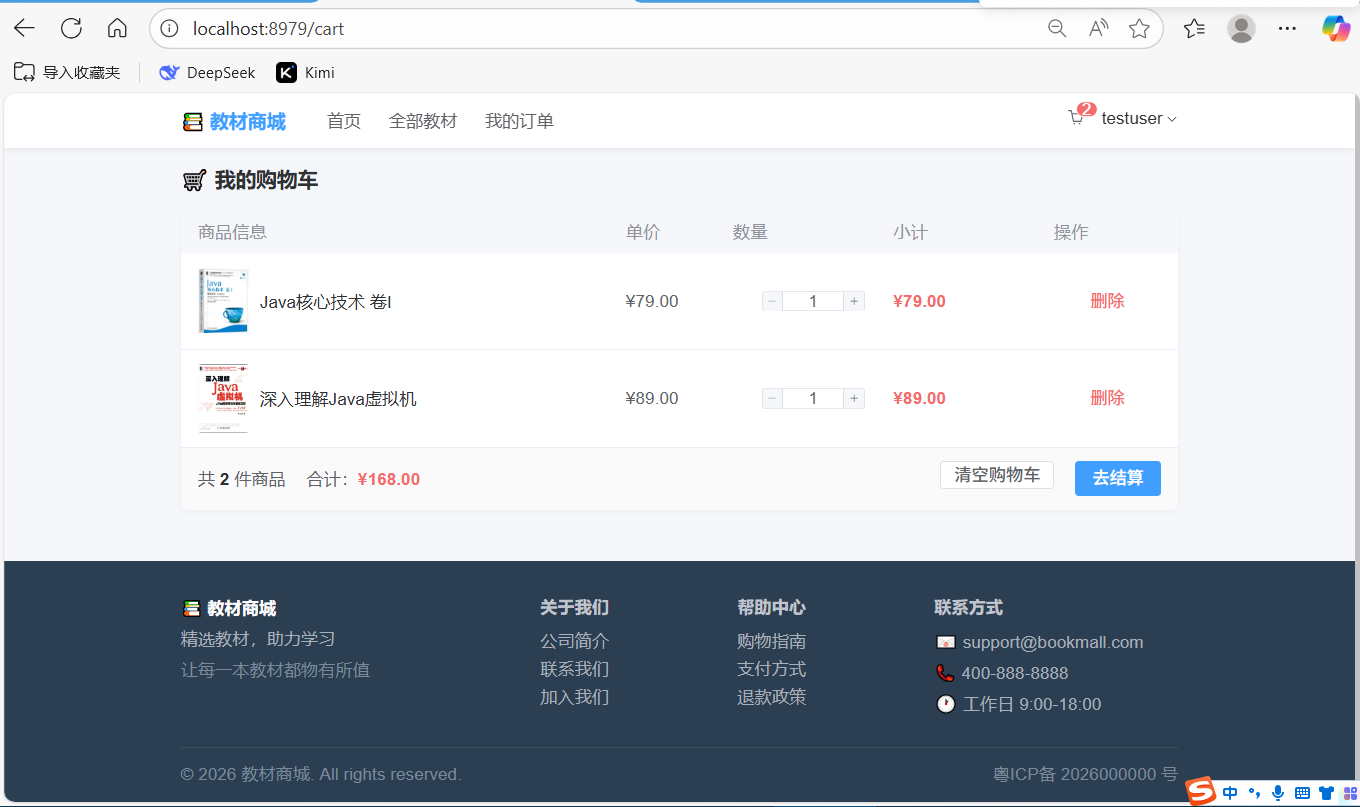 localhost:8979/cart
导入收藏夹 DeepSeek Kimi
教材商城 首页 全部教材 我的订单 2 testuser
我的购物车
商品信息 单价 数量 小计 操作
Java核心技术 卷I ¥79.00 - 1 + ¥79.00 删除
深入理解Java虚拟机 ¥89.00 - 1 + ¥89.00 删除
共 2 件商品 合计：¥168.00 清空购物车 去结算
教材商城 关于我们 帮助中心 联系方式
精选教材，助力学习 公司简介 购物指南 support@bookmall.com
让每一本教材都物有所值 联系我们 支付方式 400-888-8888
加入我们 退款政策 工作日 9:00-18:00
© 2026 教材商城. All rights reserved. 粤ICP备 2026000000 号
中